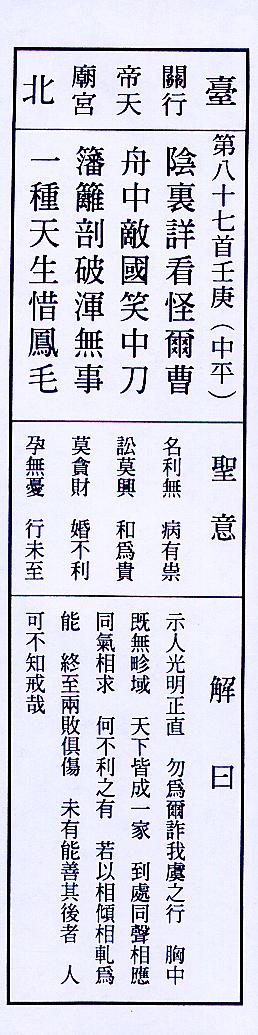 臺北
行天宮
關帝廟
第八十七首壬庚（中平）
陰裏詳看怪爾曹
舟中敵國笑中刀
籓籬剖破渾無事
一種天生惜鳳毛
聖意
名利無　病有祟
訟莫興　和為貴
莫貪財　婚不利
孕無憂　行未至
解曰
示人光明正直　勿為爾詐我虞之行　胸中
既無畛域　天下皆成一家　到處同聲相應
同氣相求　何不利之有　若以相傾相軋為
能　終至兩敗俱傷　未有能善其後者　人
可不知戒哉